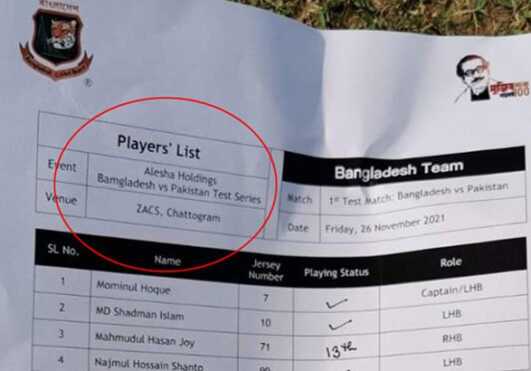 Players' List
Event
Alesha Holdings
Bamgladesh vs Pakistan Test Series
Venue
ZACS, Chattogram
Bangladesh Team
Match
1st Test Match: Bangladesh vs Pakistan
Date
Friday, 26 November 2021
SL No. Name Jersey Number Playing Status Role
1 Mominul Hoque 7 ✓ Captain/LHB
2 MD Shadman Islam 10 ✓ LHB
3 Mahmudul Hasan Joy 71 13th RHB
4 Najmul Hossain Shanto LHB